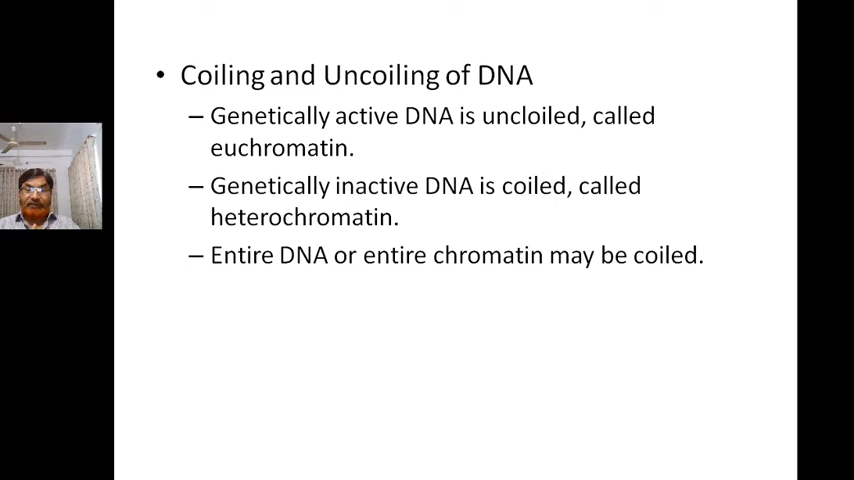 • Coiling and Uncoiling of DNA
– Genetically active DNA is uncloiled, called
euchromatin.
– Genetically inactive DNA is coiled, called
heterochromatin.
– Entire DNA or entire chromatin may be coiled.